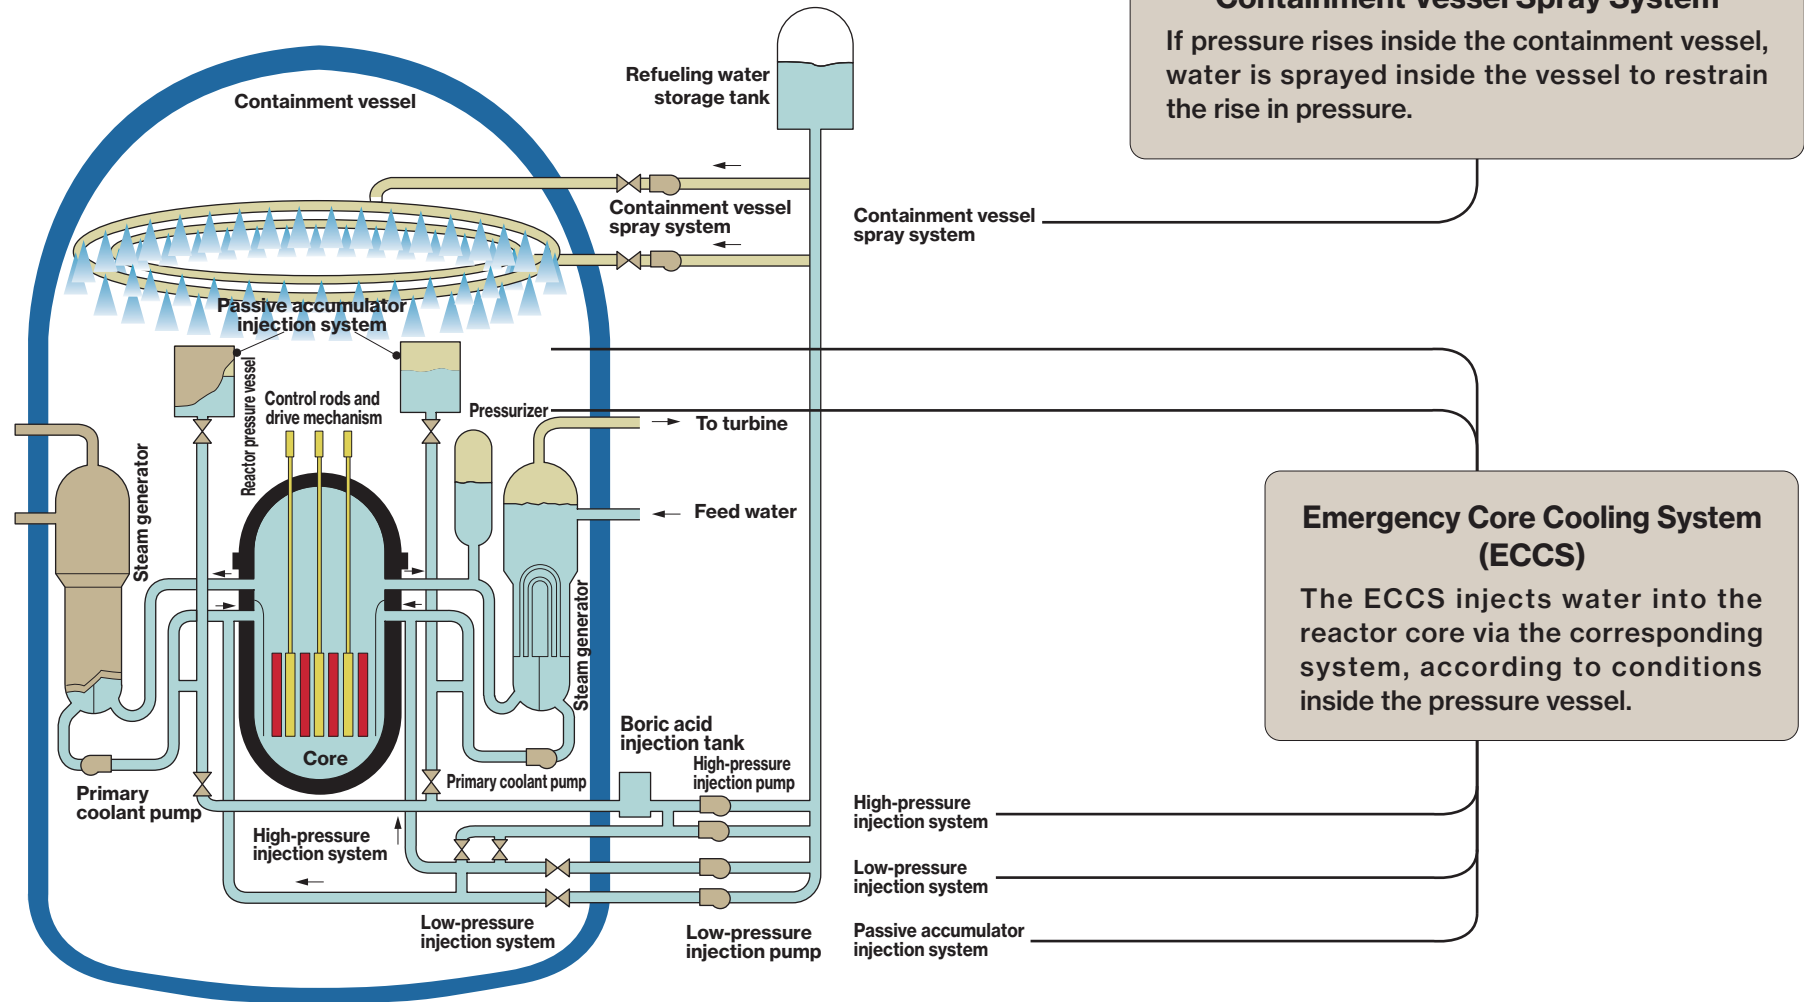 Containment Vessel Spray System
If pressure rises inside the containment vessel,
water is sprayed inside the vessel to restrain
the rise in pressure.
Refueling water
storage tank
Containment vessel
Containment vessel
spray system
Containment vessel
spray system
Passive accumulator
injection system
Reactor pressure vessel
Control rods and
drive mechanism
Pressurizer
To turbine
Steam generator
Feed water
Emergency Core Cooling System
(ECCS)
The ECCS injects water into the
reactor core via the corresponding
system, according to conditions
inside the pressure vessel.
Steam generator
Boric acid
injection tank
Core
High-pressure
injection pump
Primary coolant pump
Primary
coolant pump
High-pressure
injection system
High-pressure
injection system
Low-pressure
injection system
Low-pressure
injection system
Low-pressure
injection pump
Passive accumulator
injection system